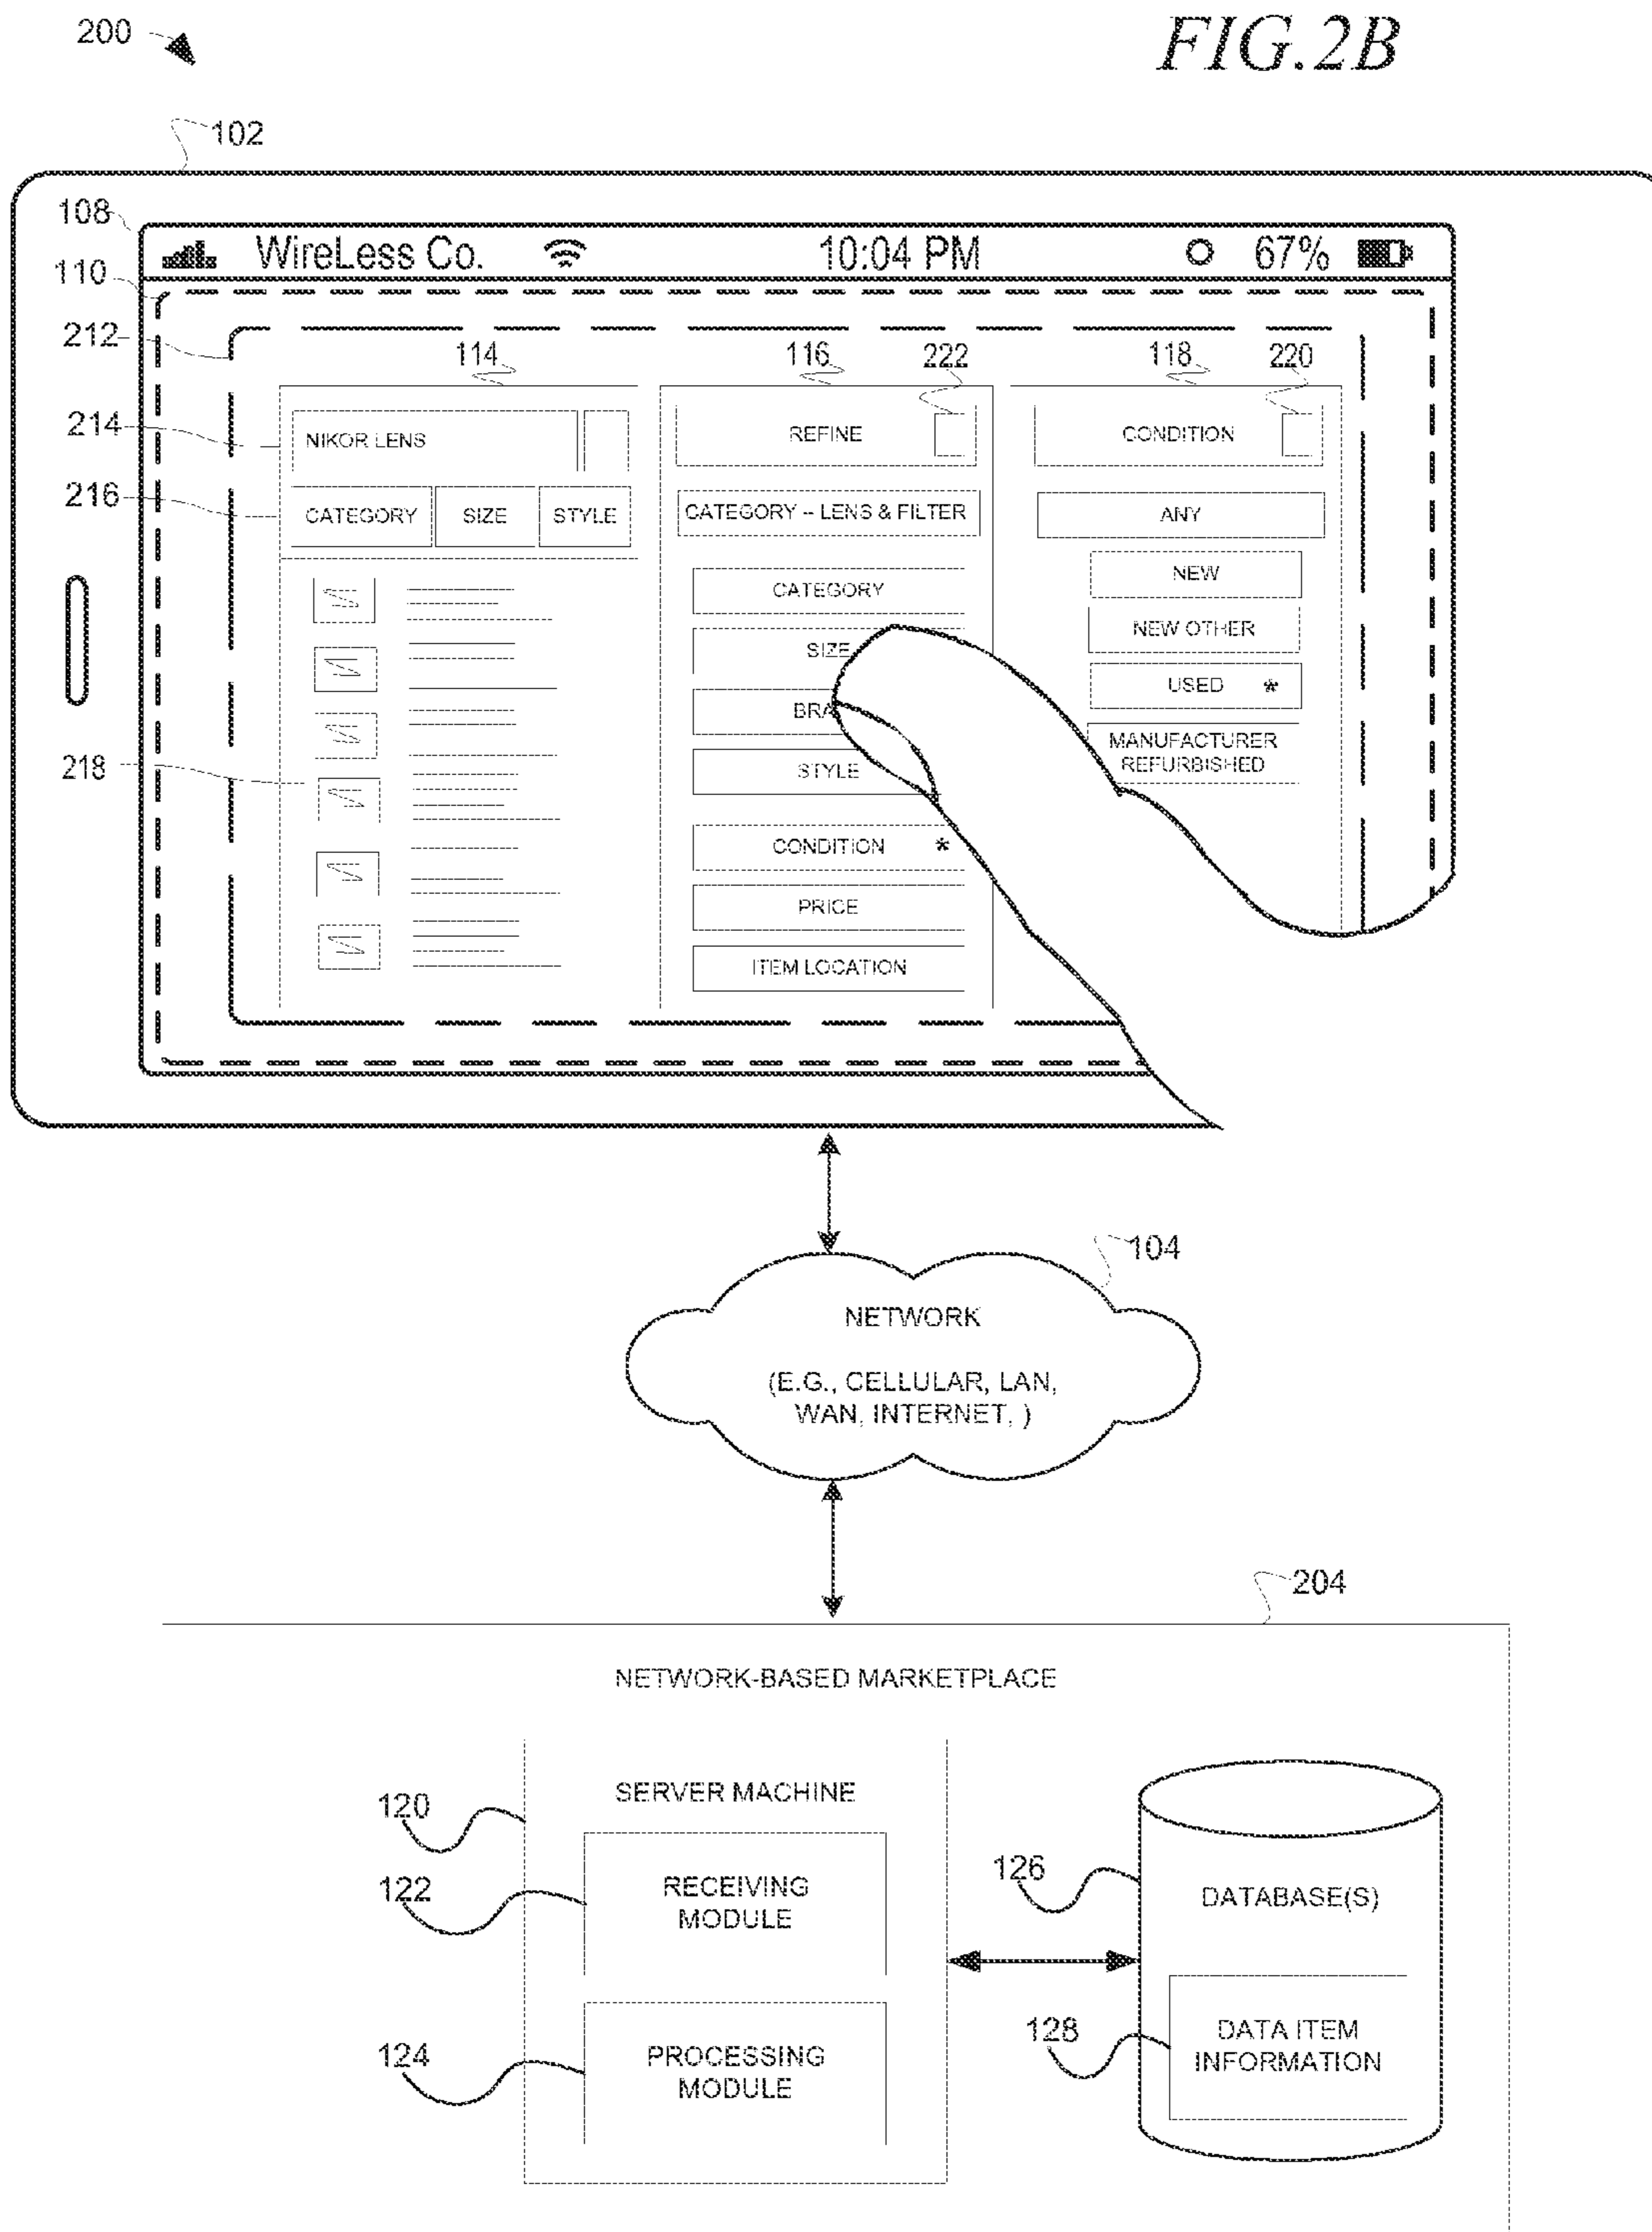 200
FIG. 2B
102
108
WireLess Co. 10:04 PM 67%
110
212
114 116 222 118 220
214
NIKOR LENS
REFINE
CONDITION
216
CATEGORY SIZE STYLE
CATEGORY -- LENS & FILTER
ANY
CATEGORY
NEW
SIZE
NEW OTHER
BRA
USED *
STYLE
MANUFACTURER
REFURBISHED
218
CONDITION *
PRICE
ITEM LOCATION
104
NETWORK
(E.G., CELLULAR, LAN,
WAN, INTERNET, )
204
NETWORK-BASED MARKETPLACE
SERVER MACHINE
120
122
RECEIVING
MODULE
126
DATABASE(S)
124
PROCESSING
MODULE
128
DATA ITEM
INFORMATION